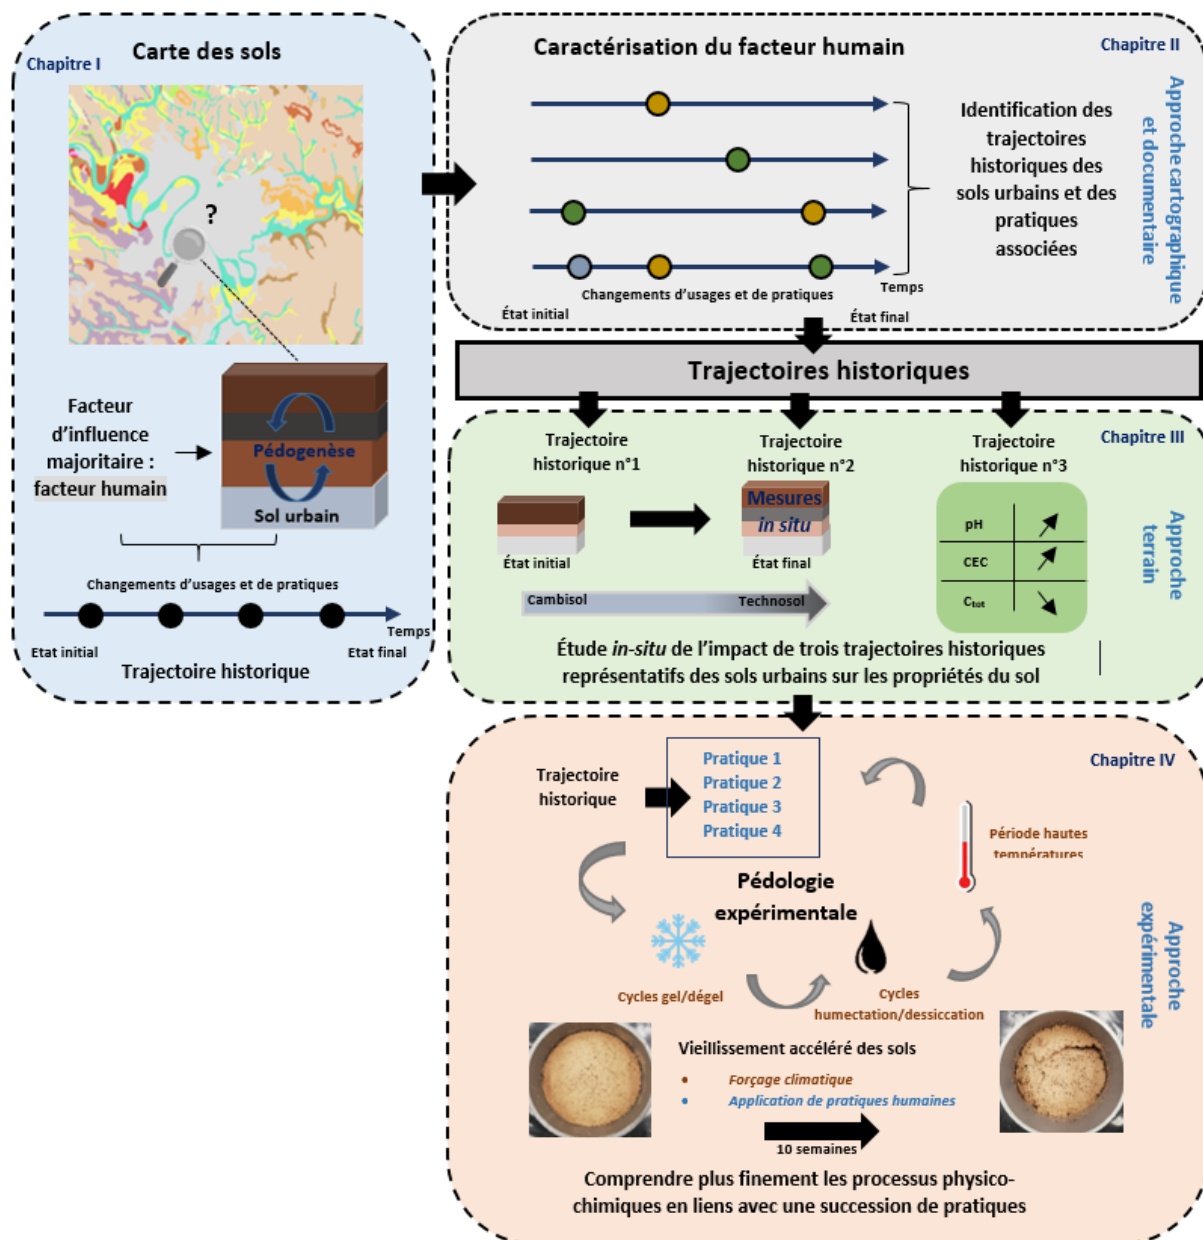 Chapitre I
Carte des sols
?
Facteur
d'influence
majoritaire :
facteur humain
Pédogenèse
Sol urbain
Changements d'usages et de pratiques
Temps
Etat initial
Etat final
Trajectoire historique
Caractérisation du facteur humain
Chapitre II
Identification des
trajectoires
historiques des
sols urbains et des
pratiques
associées
Approche cartographique
et documentaire
Temps
Changements d'usages et de pratiques
État initial
État final
Trajectoires historiques
Chapitre III
Trajectoire
historique n°1
Trajectoire
historique n°2
Trajectoire
historique n°3
Mesures
in situ
État initial
État final
Cambisol
Technosol
pH
CEC
Ctot
Approche
terrain
Étude in-situ de l'impact de trois trajectoires historiques
représentatifs des sols urbains sur les propriétés du sol
Chapitre IV
Trajectoire
historique
Pratique 1
Pratique 2
Pratique 3
Pratique 4
Période hautes
températures
Pédologie
expérimentale
Cycles gel/dégel
Cycles
humectation/dessiccation
Approche
expérimentale
Vieillissement accéléré des sols
• Forçage climatique
• Application de pratiques humaines
10 semaines
Comprendre plus finement les processus physico-
chimiques en liens avec une succession de pratiques